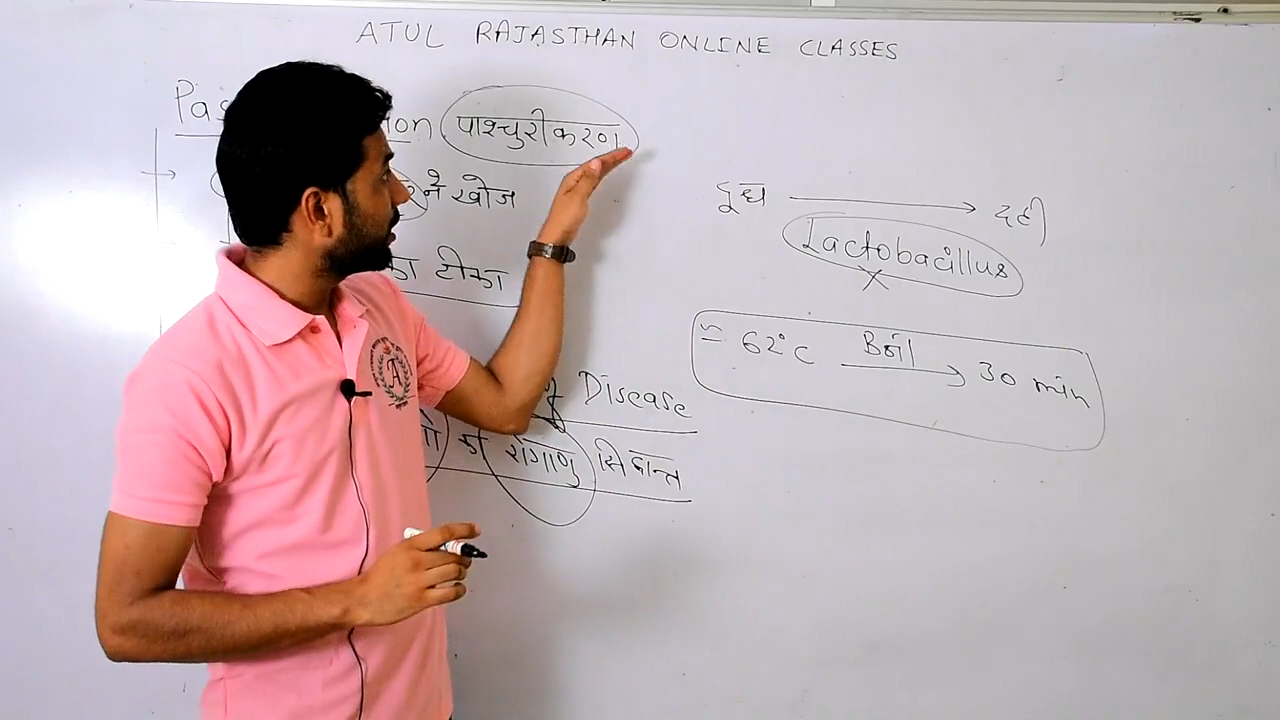 ATUL RAJASTHAN ONLINE CLASSES
Pas on पाश्चुरीकरण
ने खोज
का टीका
Disease
रोगाणु सिद्धान्त
दूध → दही
Lactobacillus
X
≈ 62°C Boil → 30 min
A